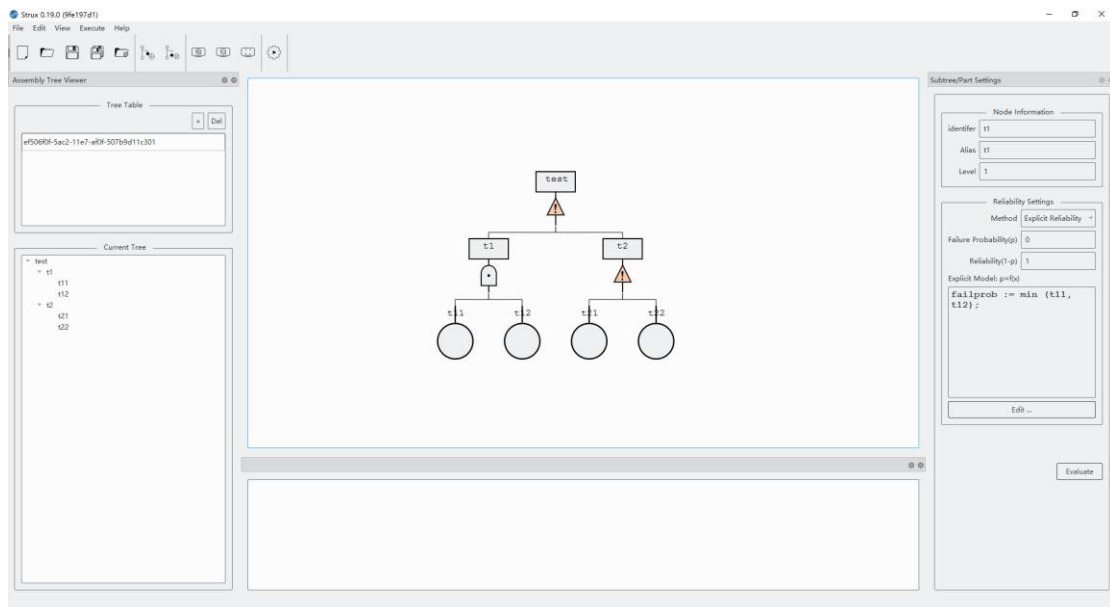 Strux 0.19.0 (9fe197d1)
File Edit View Execute Help
Assembly Tree Viewer
Tree Table
+ Del
ef506f0f-5ac2-11e7-af0f-507b9d11c301
Current Tree
test
t1
t11
t12
t2
t21
t22
test
t1 t2
t11 t12 t21 t22
Subtree/Part Settings
Node Information
identifer t1
Alias t1
Level 1
Reliability Settings
Method Explicit Reliability
Failure Probability(p) 0
Reliability(1-p) 1
Explicit Model: p=f(x)
failprob := min (t11,
t12);
Edit ...
Evaluate